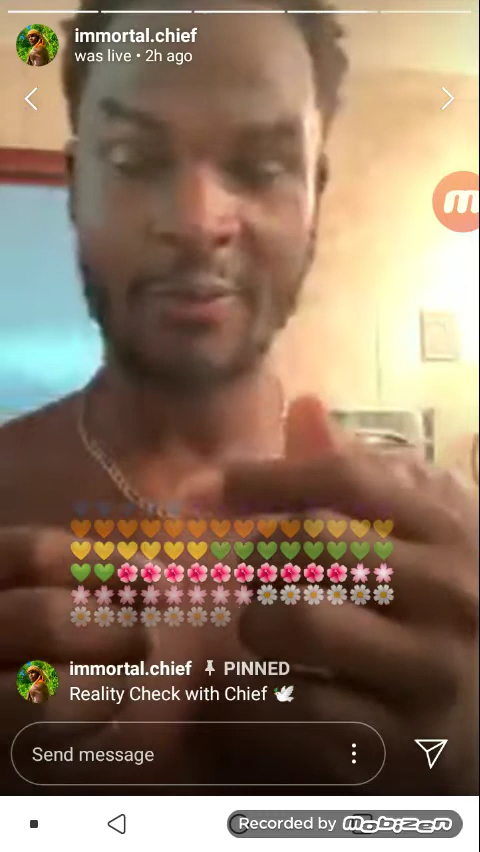 immortal.chief
was live • 2h ago
immortal.chief PINNED
Reality Check with Chief 🕊️
Send message
Recorded by mobizen